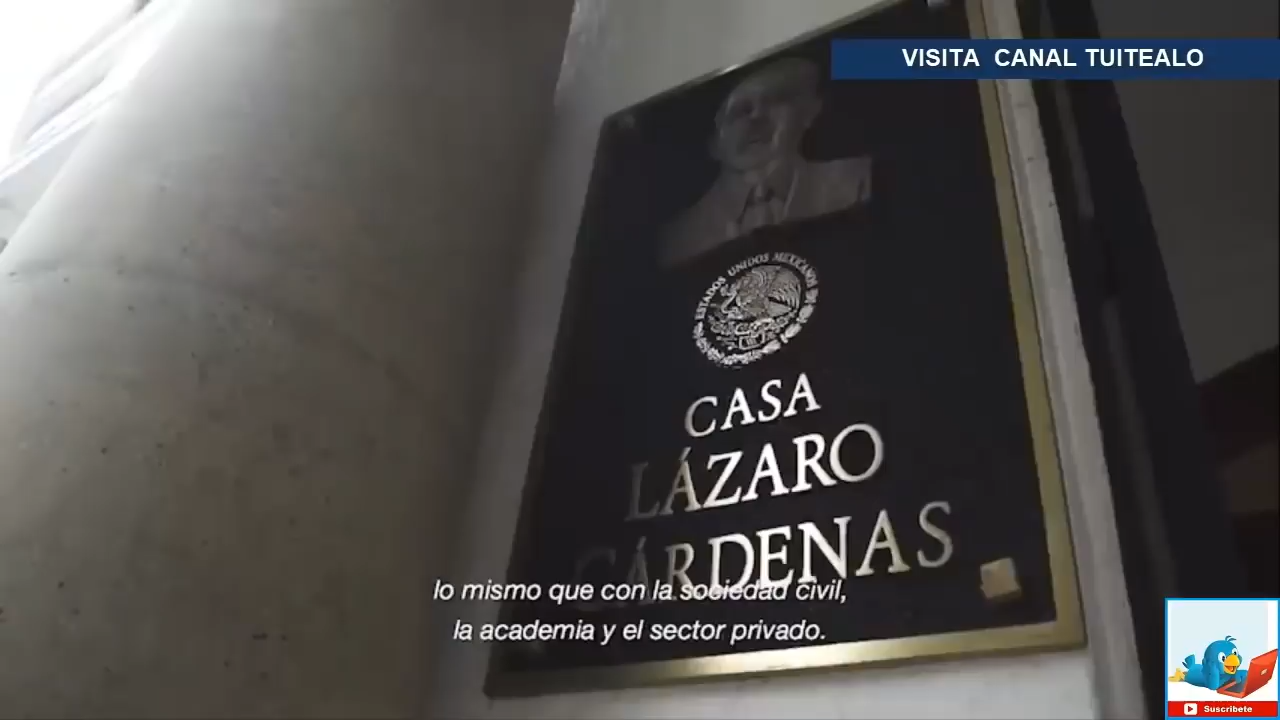 VISITA CANAL TUITEALO
ESTADOS UNIDOS MEXICANOS
CASA
LÁZARO
CÁRDENAS
lo mismo que con la sociedad civil,
la academia y el sector privado.
Suscribete